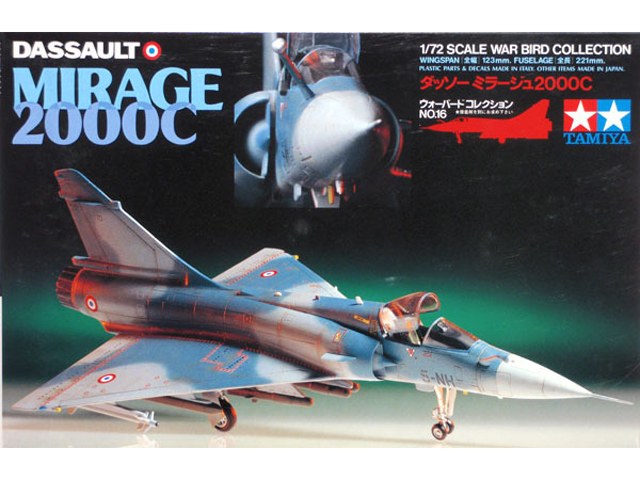 DASSAULT
MIRAGE
2000C
1/72 SCALE WAR BIRD COLLECTION
WINGSPAN (全幅) 123mm. FUSELAGE (全長) 221mm.
PLASTIC PARTS & DECALS MADE IN ITALY. OTHER ITEMS MADE IN JAPAN.
ダッソー ミラージュ2000C
ウォーバードコレクション
NO.16
TAMIYA
5-NH